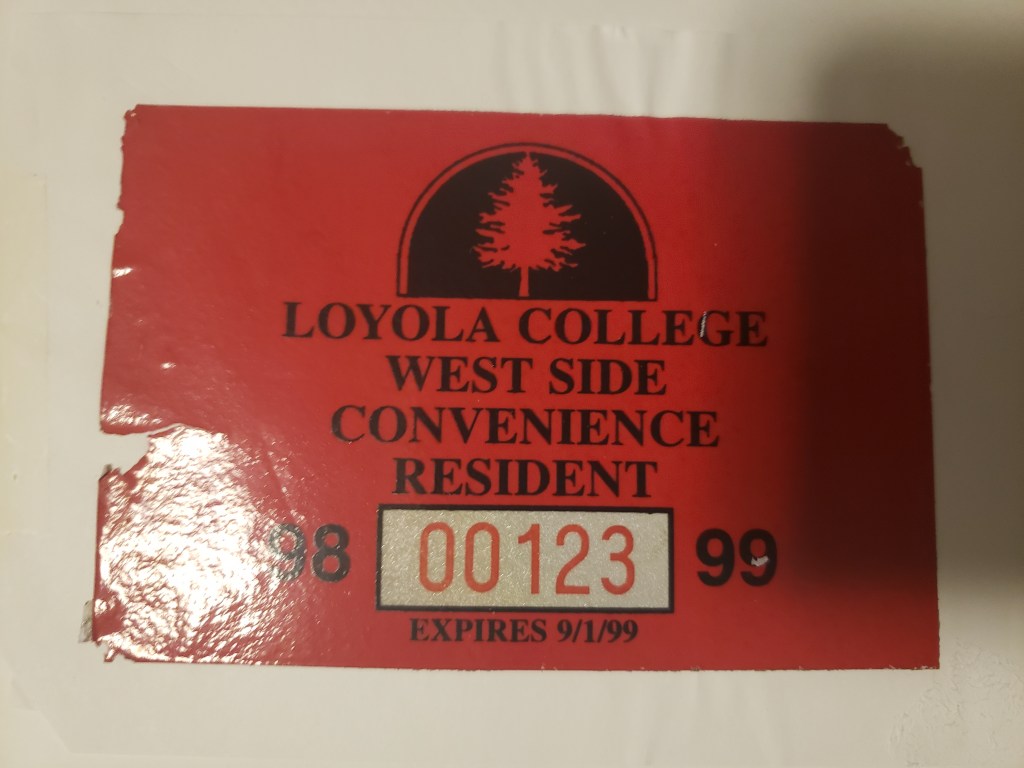 LOYOLA COLLEGE
WEST SIDE
CONVENIENCE
RESIDENT
98 00123 99
EXPIRES 9/1/99